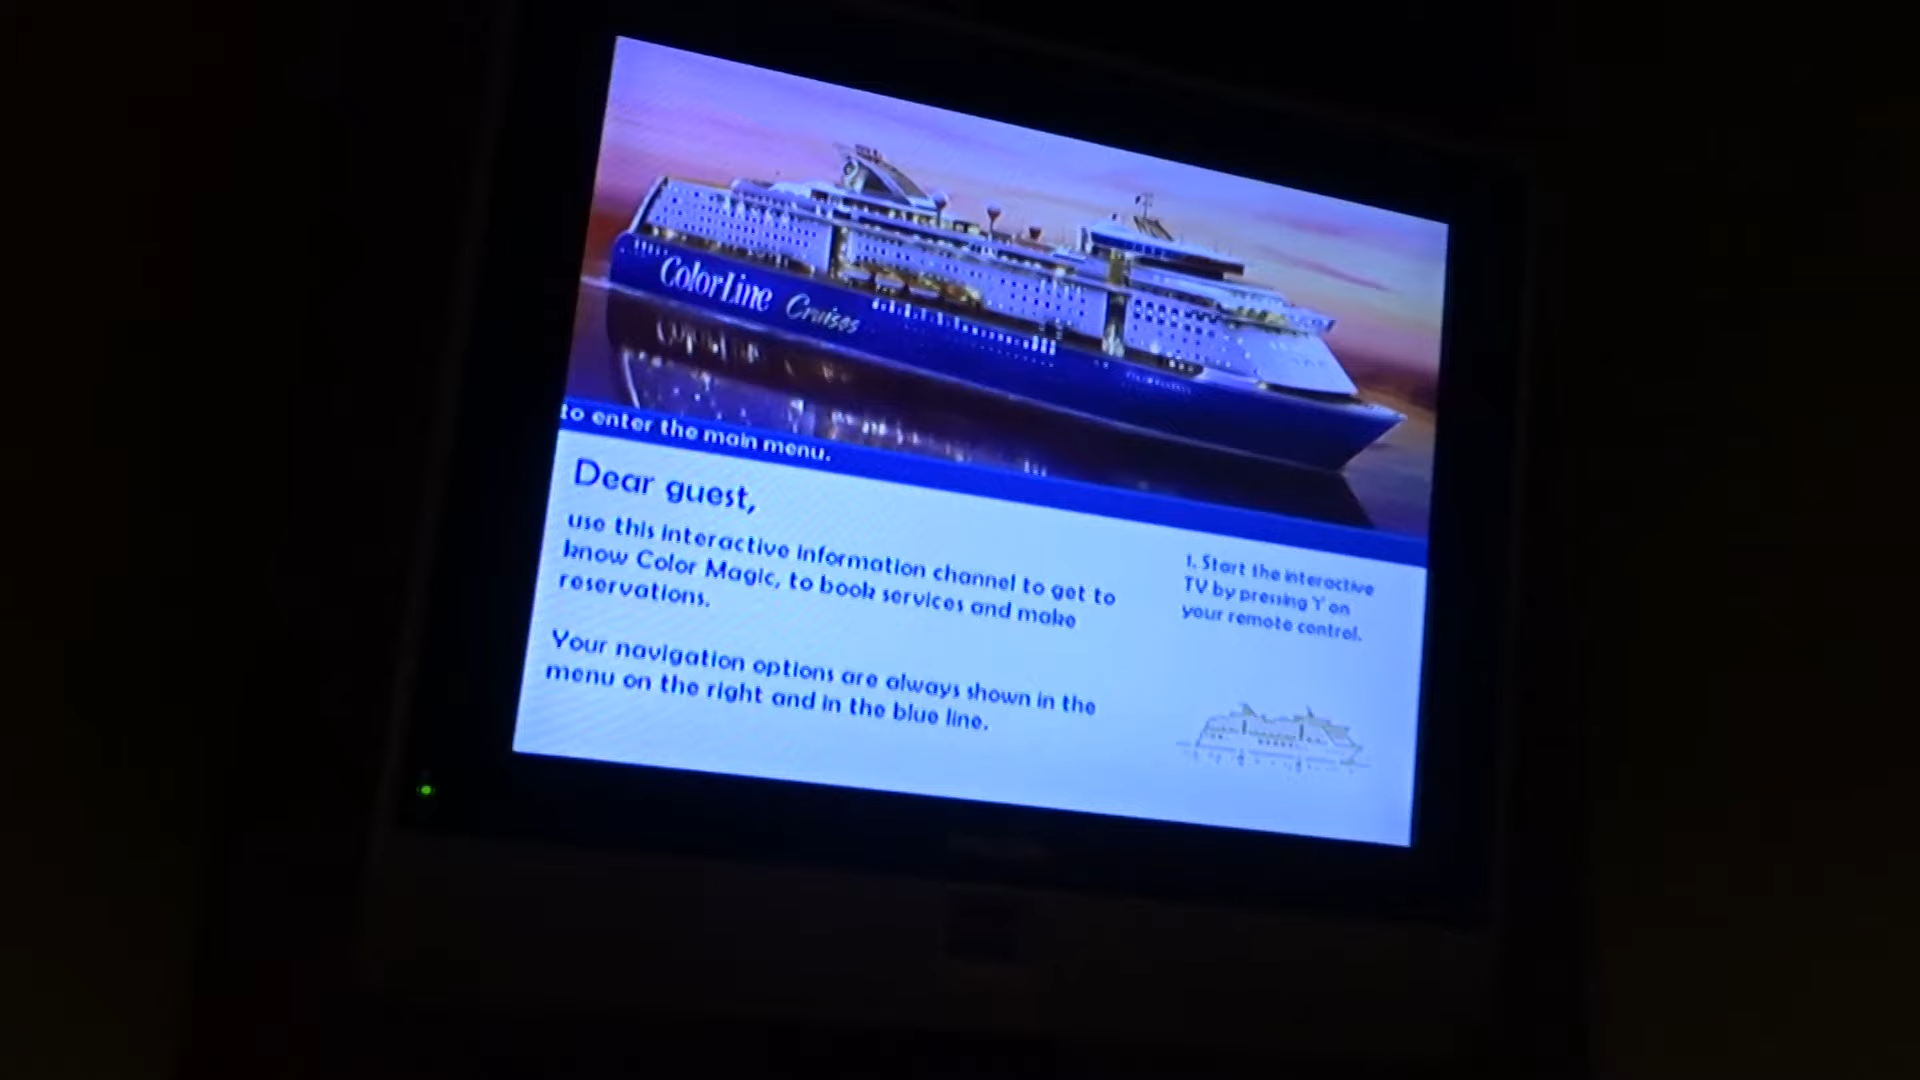 ColorLine Cruises
to enter the main menu.
Dear guest,
use this interactive information channel to get to
know Color Magic, to book services and make
reservations.
Your navigation options are always shown in the
menu on the right and in the blue line.
1. Start the interactive
TV by pressing '1' on
your remote control.